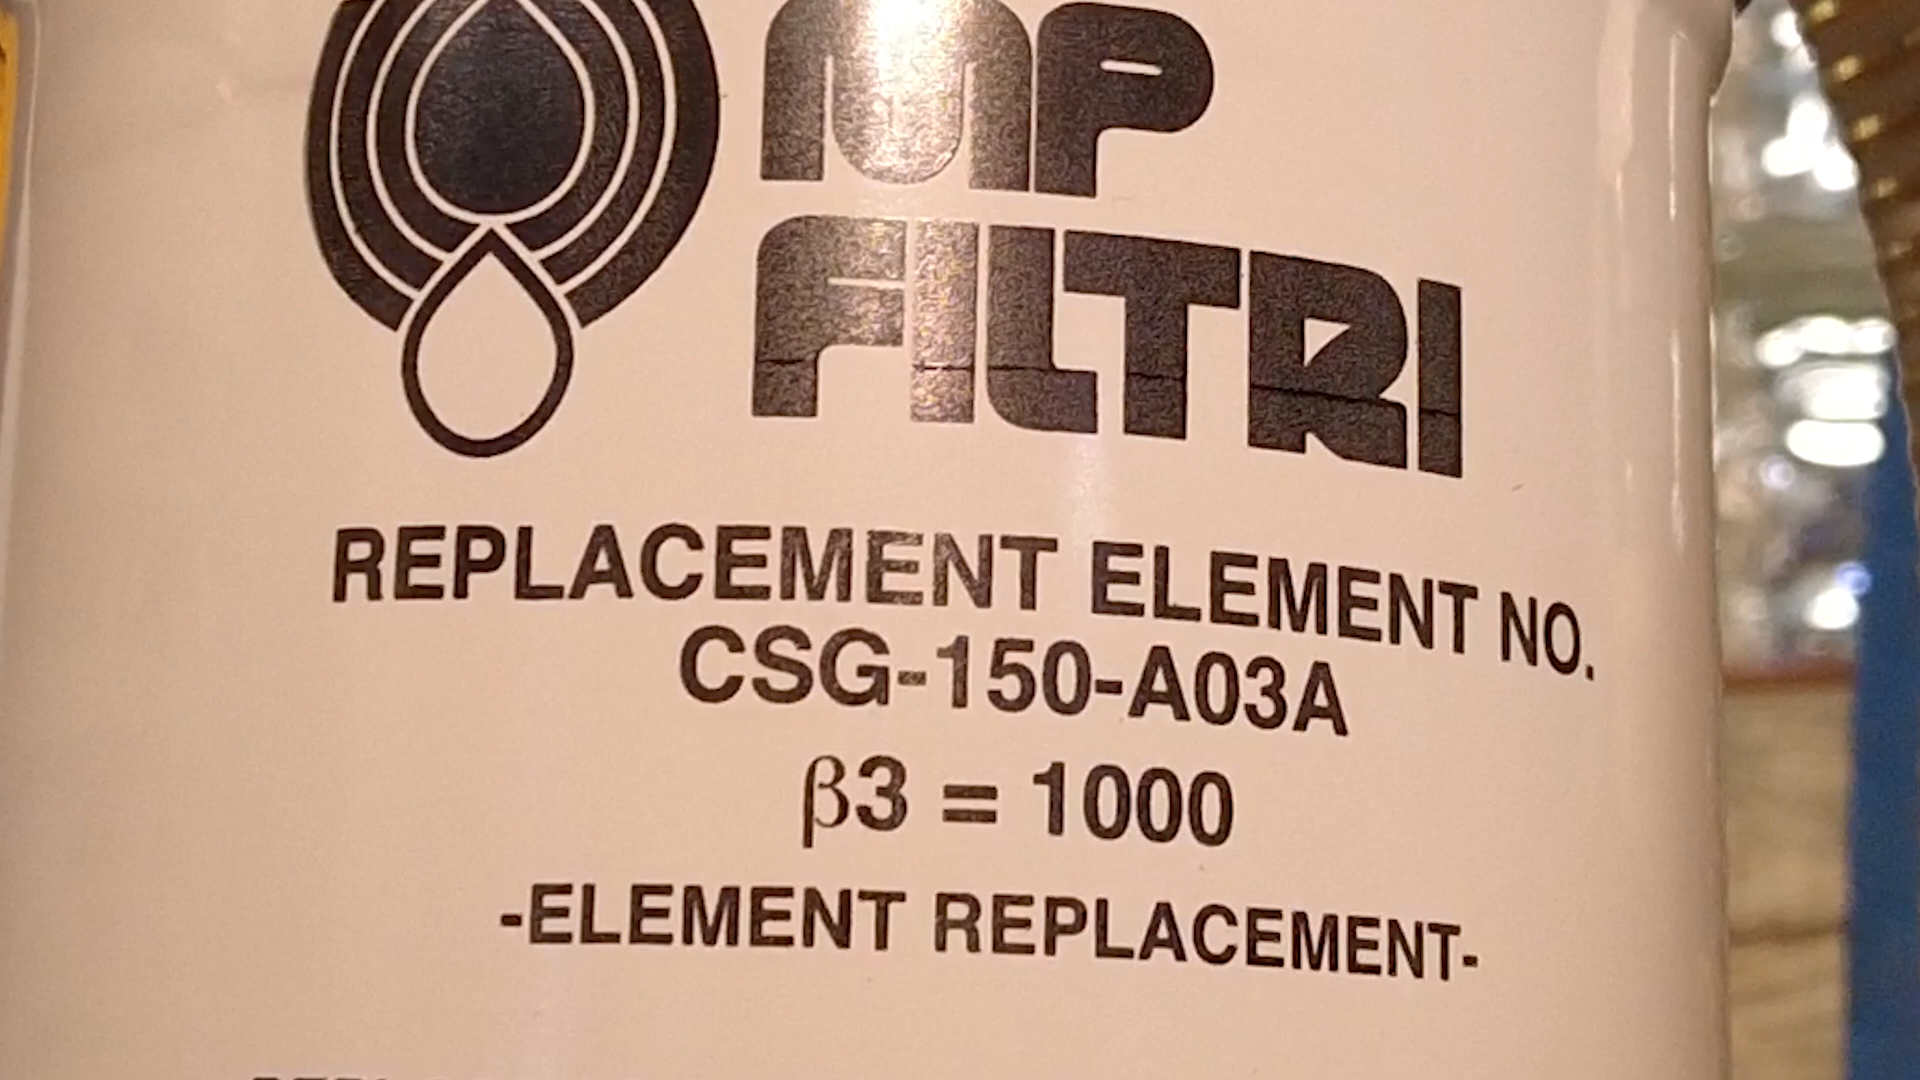 MP
FILTRI
REPLACEMENT ELEMENT NO.
CSG-150-A03A
β3 = 1000
-ELEMENT REPLACEMENT-